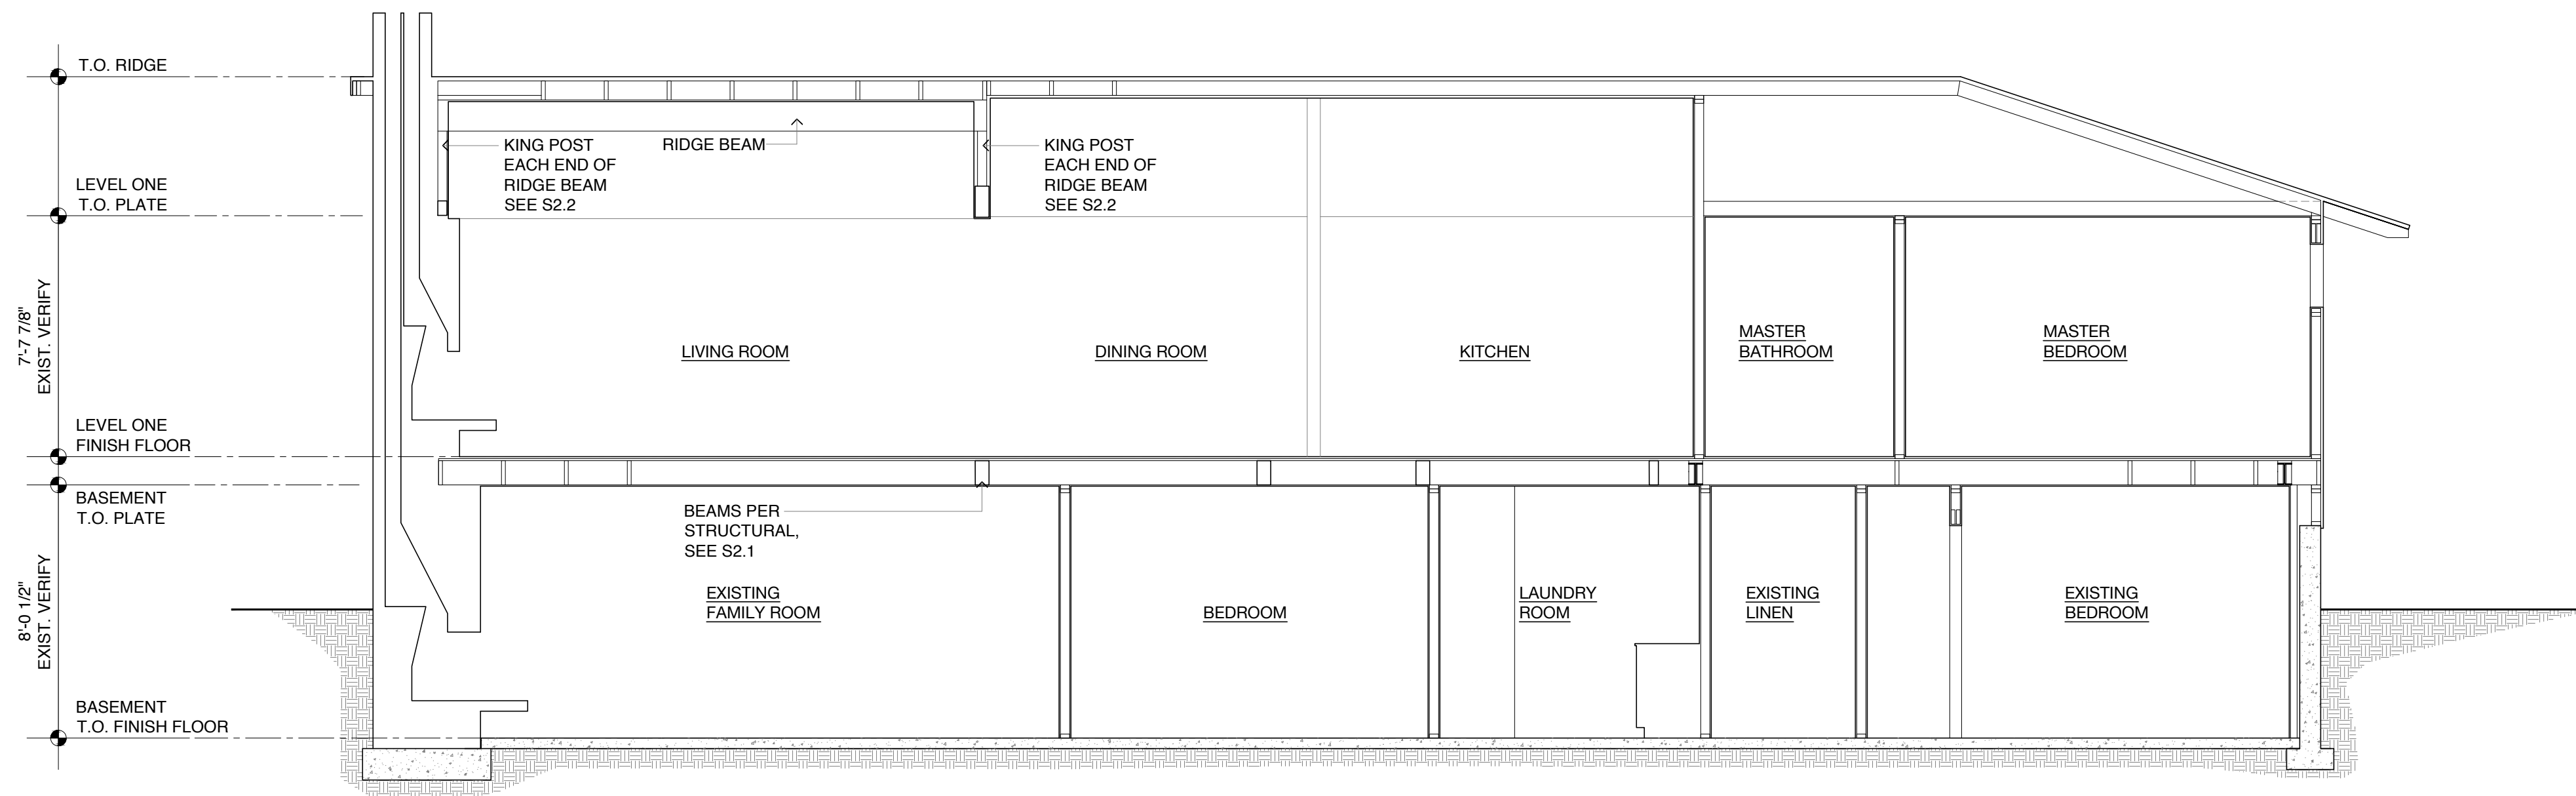 T.O. RIDGE
LEVEL ONE
T.O. PLATE
7'-7 7/8"
EXIST. VERIFY
LEVEL ONE
FINISH FLOOR
BASEMENT
T.O. PLATE
8'-0 1/2"
EXIST. VERIFY
BASEMENT
T.O. FINISH FLOOR
KING POST
EACH END OF
RIDGE BEAM
SEE S2.2
RIDGE BEAM
KING POST
EACH END OF
RIDGE BEAM
SEE S2.2
LIVING ROOM
DINING ROOM
KITCHEN
MASTER
BATHROOM
MASTER
BEDROOM
BEAMS PER
STRUCTURAL,
SEE S2.1
EXISTING
FAMILY ROOM
BEDROOM
LAUNDRY
ROOM
EXISTING
LINEN
EXISTING
BEDROOM